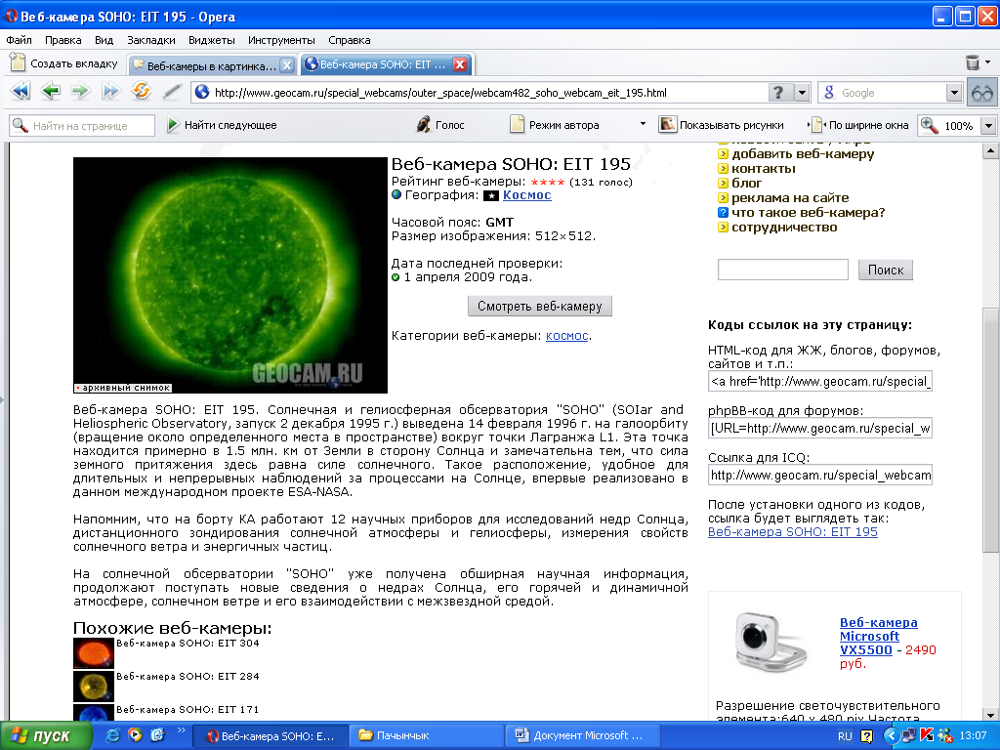 Веб-камера SOHO: EIT 195 - Opera
Файл Правка Вид Закладки Виджеты Инструменты Справка
Создать вкладку
Веб-камеры в картинка...
Веб-камера SOHO: EIT ...
http://www.geocam.ru/special_webcams/outer_space/webcam482_soho_webcam_eit_195.html
Google
Найти на странице
Найти следующее
Голос
Режим автора
Показывать рисунки
По ширине окна
100%
GEOCAM.RU
• архивный снимок
Веб-камера SOHO: EIT 195
Рейтинг веб-камеры: **** (131 голос)
География: Космос
Часовой пояс: GMT
Размер изображения: 512×512.
Дата последней проверки:
1 апреля 2009 года.
Смотреть веб-камеру
Категории веб-камеры: космос.
Веб-камера SOHO: EIT 195. Солнечная и гелиосферная обсерватория "SOHO" (SOlar and
Heliospheric Observatory, запуск 2 декабря 1995 г.) выведена 14 февраля 1996 г. на галоорбиту
(вращение около определенного места в пространстве) вокруг точки Лагранжа L1. Эта точка
находится примерно в 1.5 млн. км от Земли в сторону Солнца и замечательна тем, что сила
земного притяжения здесь равна силе солнечного. Такое расположение, удобное для
длительных и непрерывных наблюдений за процессами на Солнце, впервые реализовано в
данном международном проекте ESA-NASA.
Напомним, что на борту КА работают 12 научных приборов для исследований недр Солнца,
дистанционного зондирования солнечной атмосферы и гелиосферы, измерения свойств
солнечного ветра и энергичных частиц.
На солнечной обсерватории "SOHO" уже получена обширная научная информация,
продолжают поступать новые сведения о недрах Солнца, его горячей и динамичной
атмосфере, солнечном ветре и его взаимодействии с межзвездной средой.
Похожие веб-камеры:
Веб-камера SOHO: EIT 304
Веб-камера SOHO: EIT 284
Веб-камера SOHO: EIT 171
добавить веб-камеру
контакты
блог
реклама на сайте
что такое веб-камера?
сотрудничество
Поиск
Коды ссылок на эту страницу:
HTML-код для ЖЖ, блогов, форумов,
сайтов и т.п.:
<a href='http://www.geocam.ru/special_
phpBB-код для форумов:
[URL=http://www.geocam.ru/special_w
Ссылка для ICQ:
http://www.geocam.ru/special_webcam
После установки одного из кодов,
ссылка будет выглядеть так:
Веб-камера SOHO: EIT 195
Веб-камера
Microsoft
VX5500 - 2490
руб.
Разрешение светочувствительного
элемента:640 x 480 pix Частота
пуск
Веб-камера SOHO: E...
Пачынчык
Документ Microsoft ...
RU
13:07